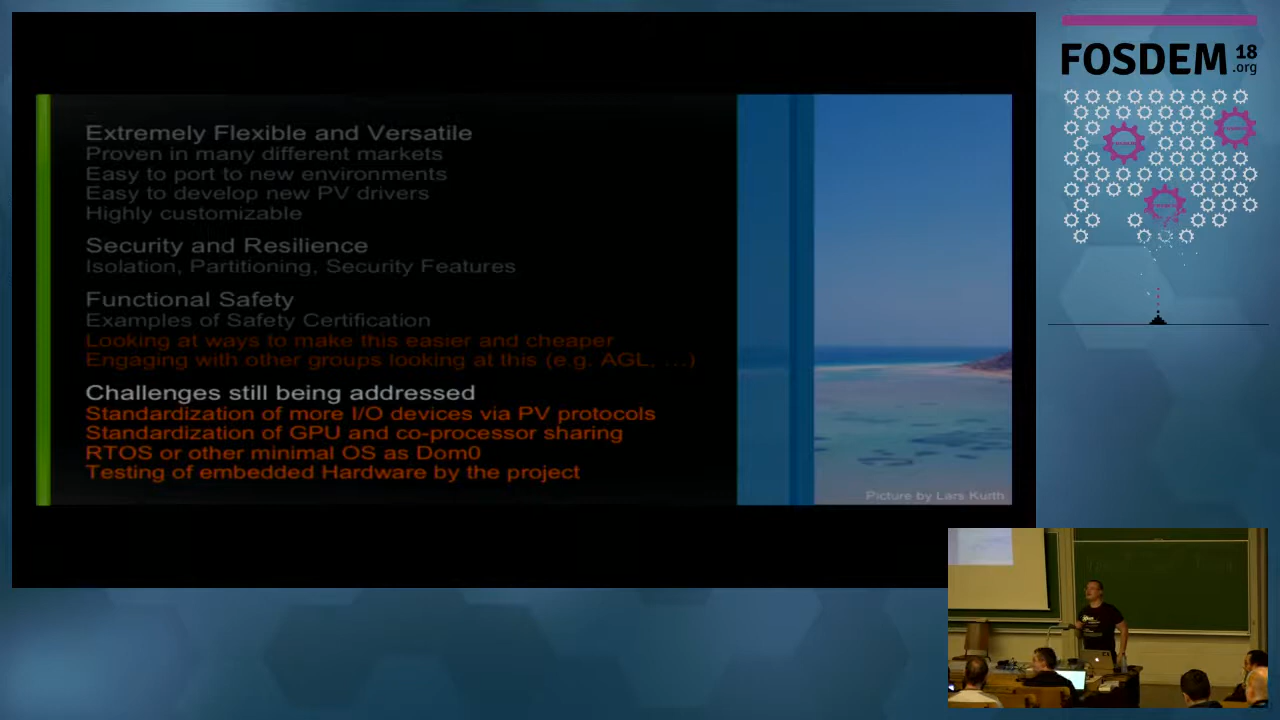 Extremely Flexible and Versatile
Proven in many different markets
Easy to port to new environments
Easy to develop new PV drivers
Highly customizable
Security and Resilience
Isolation, Partitioning, Security Features
Functional Safety
Examples of Safety Certification
Looking at ways to make this easier and cheaper
Engaging with other groups looking at this (e.g. AGL, ...)
Challenges still being addressed
Standardization of more I/O devices via PV protocols
Standardization of GPU and co-processor sharing
RTOS or other minimal OS as Dom0
Testing of embedded Hardware by the project
Picture by Lars Kurth
FOSDEM 18
.org